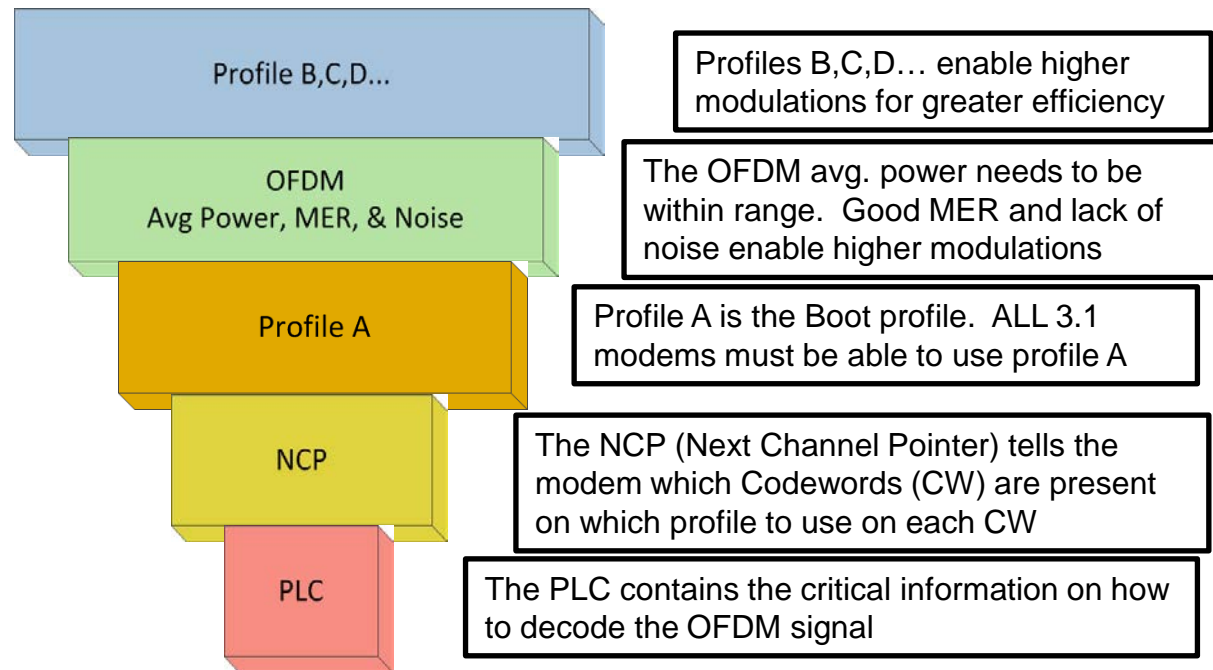 Profile B,C,D...
Profiles B,C,D… enable higher
modulations for greater efficiency
OFDM
Avg Power, MER, & Noise
The OFDM avg. power needs to be
within range.  Good MER and lack of
noise enable higher modulations
Profile A
Profile A is the Boot profile.  ALL 3.1
modems must be able to use profile A
NCP
The NCP (Next Channel Pointer) tells the
modem which Codewords (CW) are present
on which profile to use on each CW
PLC
The PLC contains the critical information on how
to decode the OFDM signal